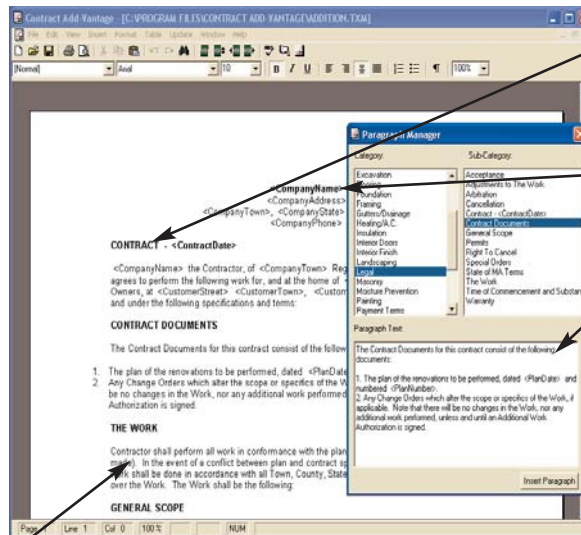 Contract Add-Vantage - [C:\PROGRAM FILES\CONTRACT ADD-VANTAGE\ADDITION.TXM]
File Edit View Insert Format Table Update Window Help
[Normal] Arial 10 B I U 100%
<CompanyName>
<CompanyAddress>
<CompanyTown>, <CompanyState>
<CompanyPhone>
CONTRACT - <ContractDate>
<CompanyName> the Contractor, of <CompanyTown> Reg
agrees to perform the following work for, and at the home of <C
Owners, at <CustomerStreet> <CustomerTown>, <Custom
and under the following specifications and terms:
CONTRACT DOCUMENTS
The Contract Documents for this contract consist of the follow
1. The plan of the renovations to be performed, dated <PlanDate
2. Any Change Orders which alter the scope or specifics of the W
be no changes in the Work, nor any additional work performed
Authorization is signed.
THE WORK
Contractor shall perform all work in conformance with the plan
made). In the event of a conflict between plan and contract sp
shall be done in accordance with all Town, County, State
over the Work. The Work shall be the following:
GENERAL SCOPE
Page Line 1 Col 0 100% NUM
Paragraph Manager
Category:
Excavation
Foundation
Framing
Gutters/Drainage
Heating/A.C.
Insulation
Interior Doors
Interior Finish
Landscaping
Legal
Masonry
Moisture Prevention
Painting
Payment Terms
Sub-Category:
Acceptance
Adjustments to The Work
Arbitration
Cancellation
Contract - <ContractDate>
Contract Documents
General Scope
Permits
Right To Cancel
Special Orders
State of MA Terms
The Work
Time of Commencement and Substan
Warranty
Paragraph Text:
The Contract Documents for this contract consist of the following
documents:
1. The plan of the renovations to be performed, dated <PlanDate> and
numbered <PlanNumber>.
2. Any Change Orders which alter the scope or specifics of the Work, if
applicable. Note that there will be no changes in the Work, nor any
additional work performed, unless and until an Additional Work
Authorization is signed.
Insert Paragraph